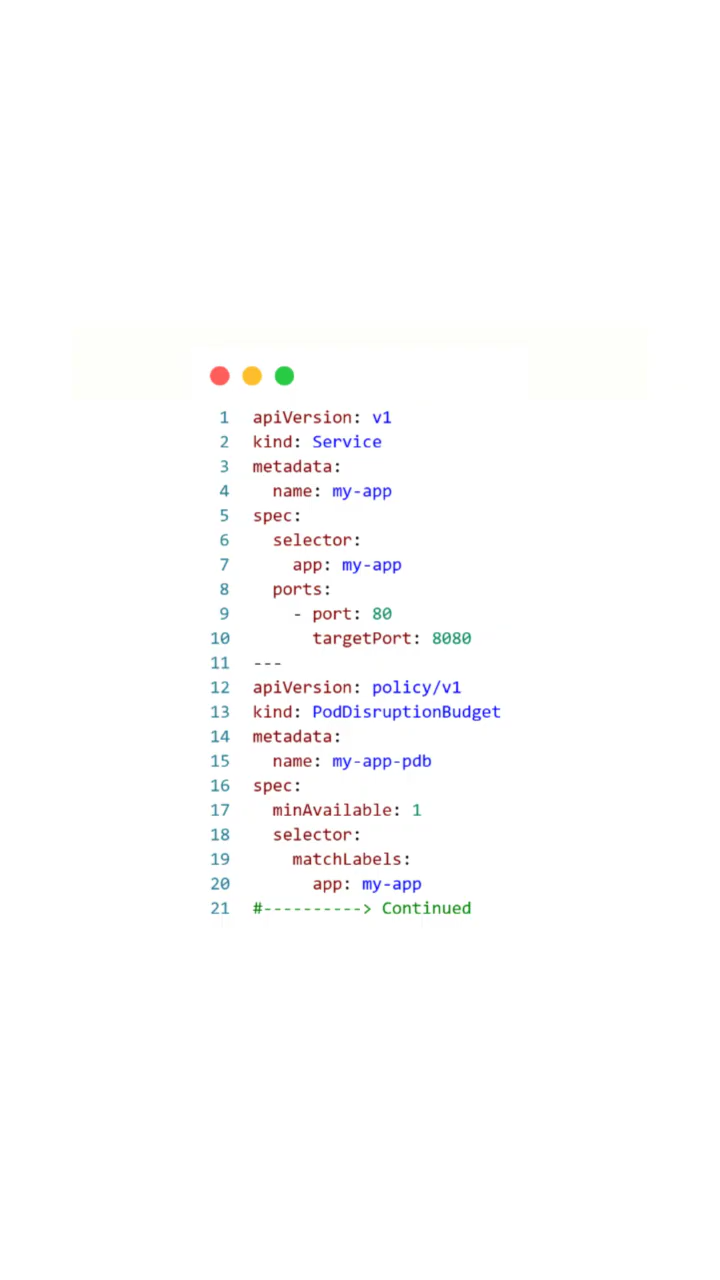 1 apiVersion: v1
2 kind: Service
3 metadata:
4   name: my-app
5 spec:
6   selector:
7     app: my-app
8   ports:
9     - port: 80
10       targetPort: 8080
11 ---
12 apiVersion: policy/v1
13 kind: PodDisruptionBudget
14 metadata:
15   name: my-app-pdb
16 spec:
17   minAvailable: 1
18   selector:
19     matchLabels:
20       app: my-app
21 #----------> Continued